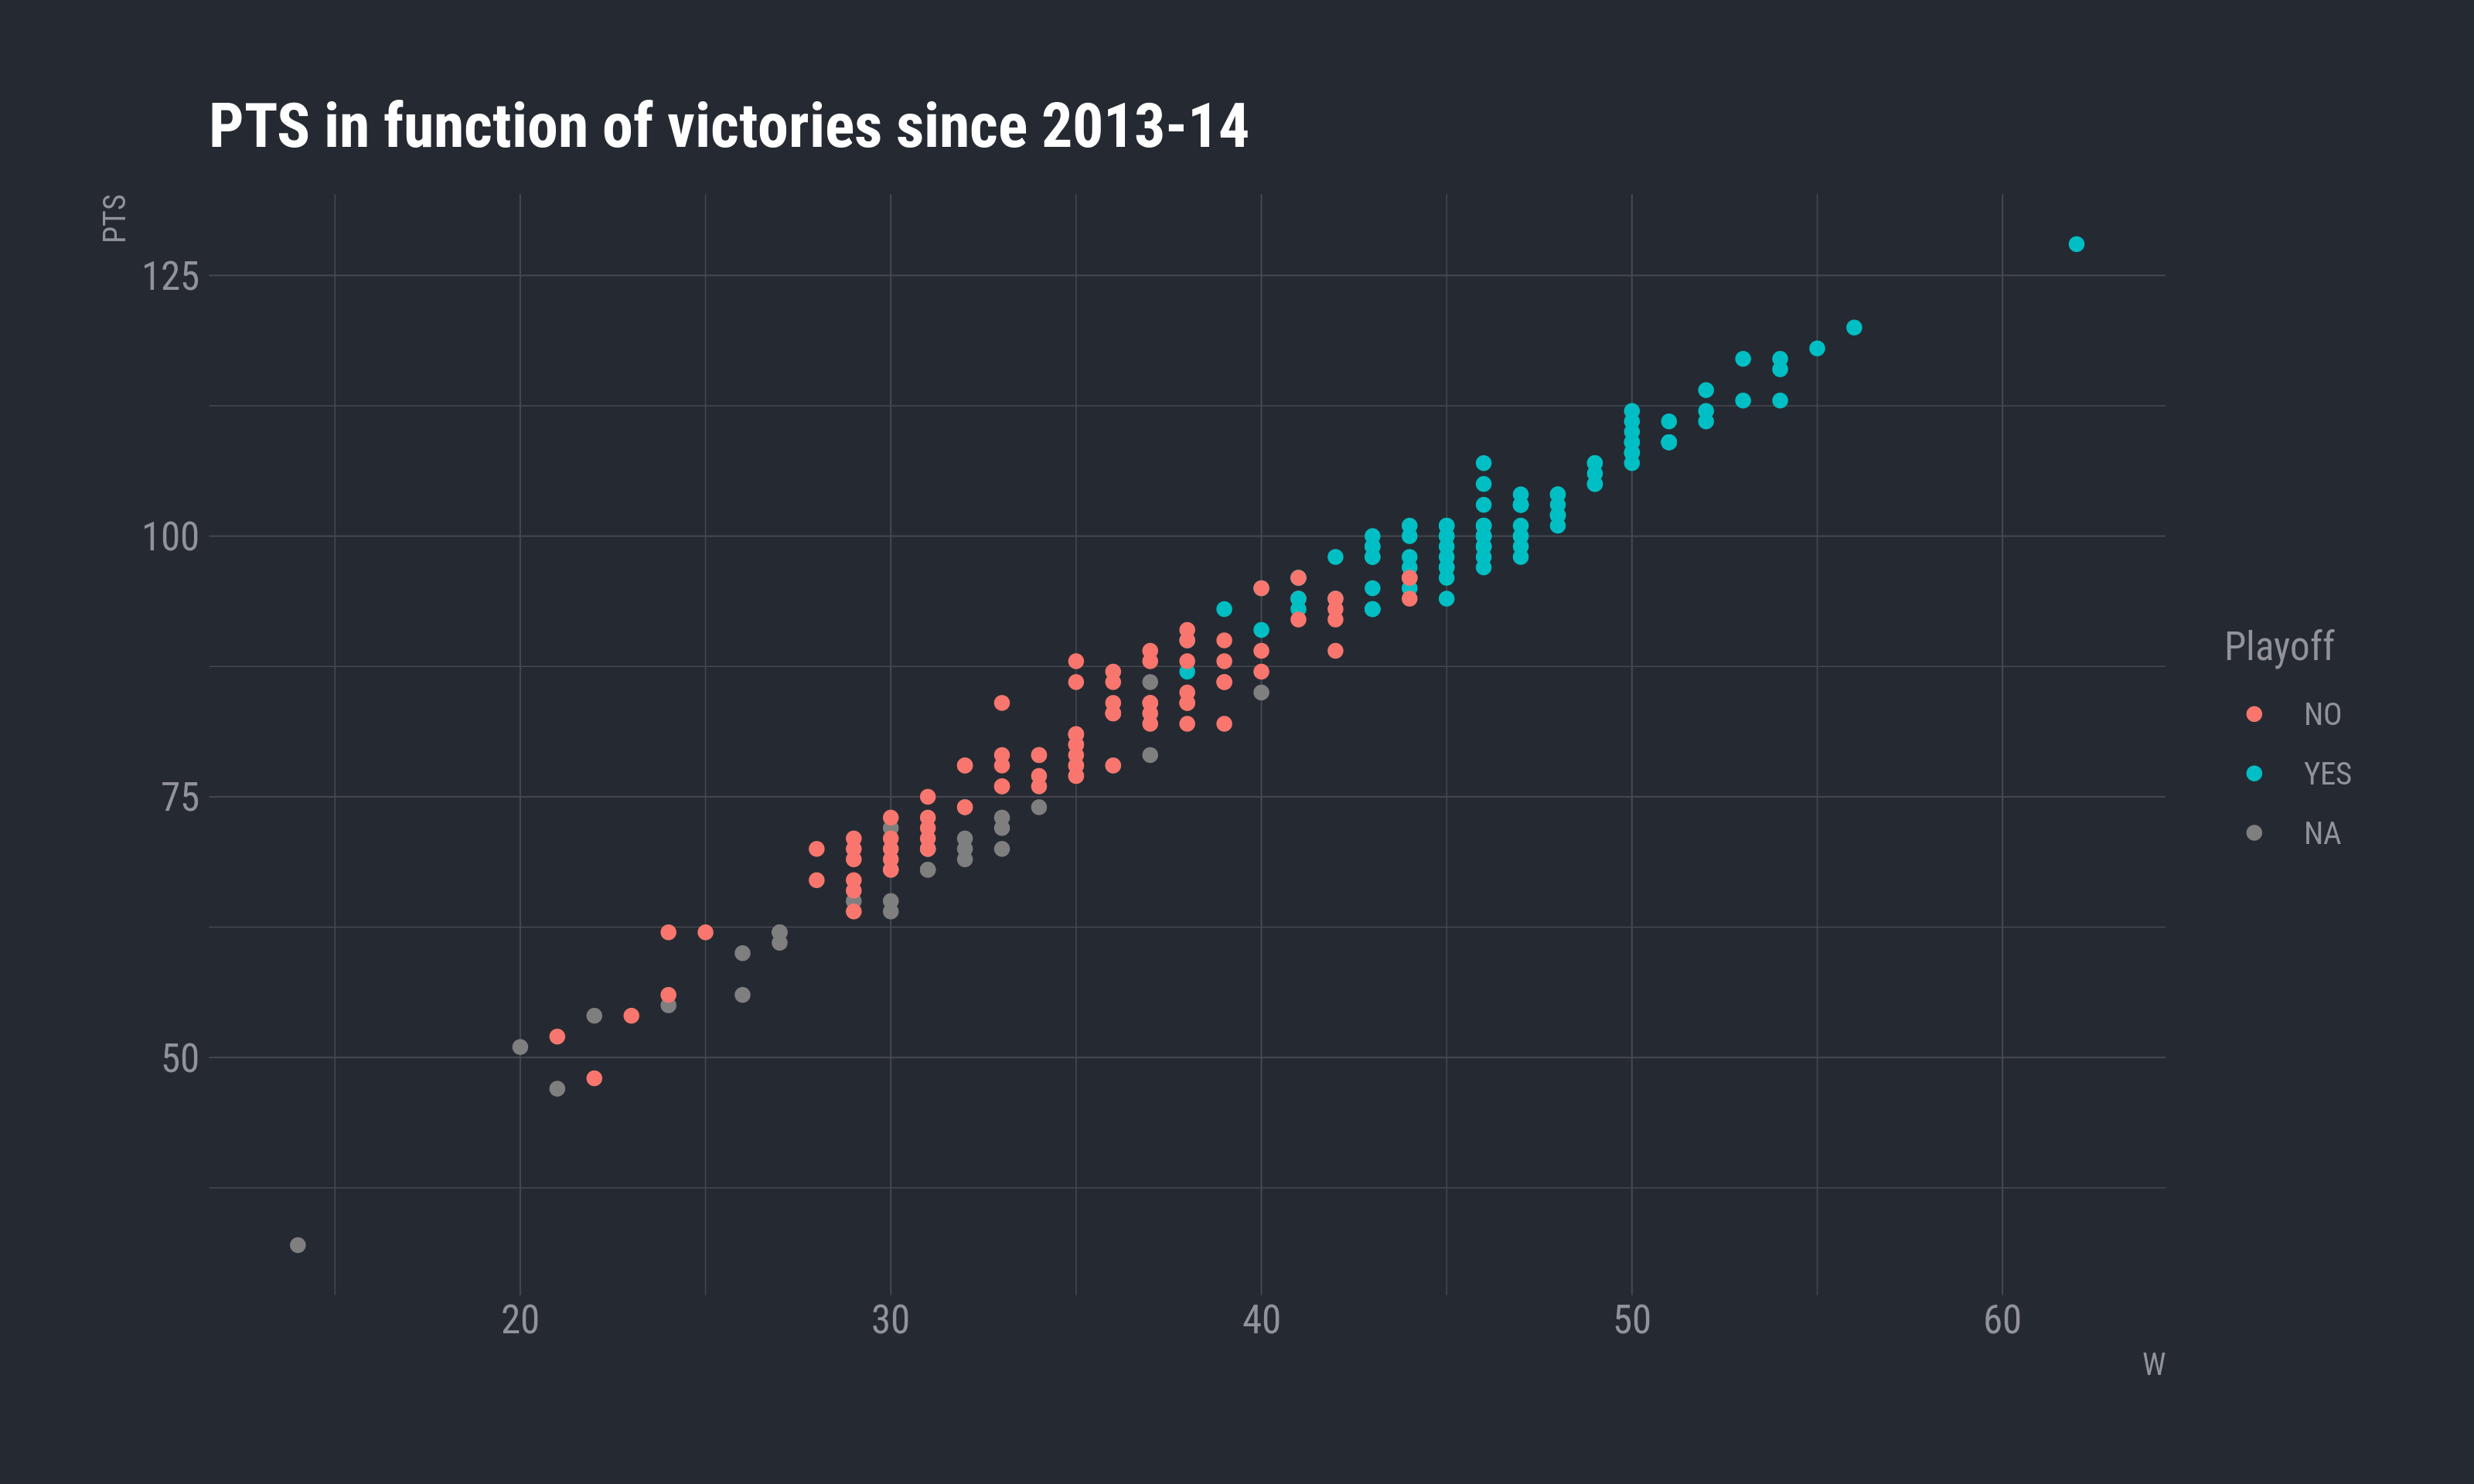 PTS in function of victories since 2013-14
PTS
125
100
75
50
20 30 40 50 60
W
Playoff
NO
YES
NA